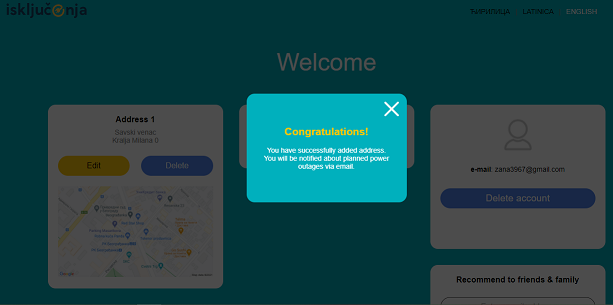 isključenja
ЋИРИЛИЦА LATINICA ENGLISH
Welcome
Congratulations!
You have successfully added address.
You will be notified about planned power
outages via email.
Address 1
Savski venac
Kralja Milana 0
Edit Delete
e-mail: zana3967@gmail.com
Delete account
Recommend to friends & family